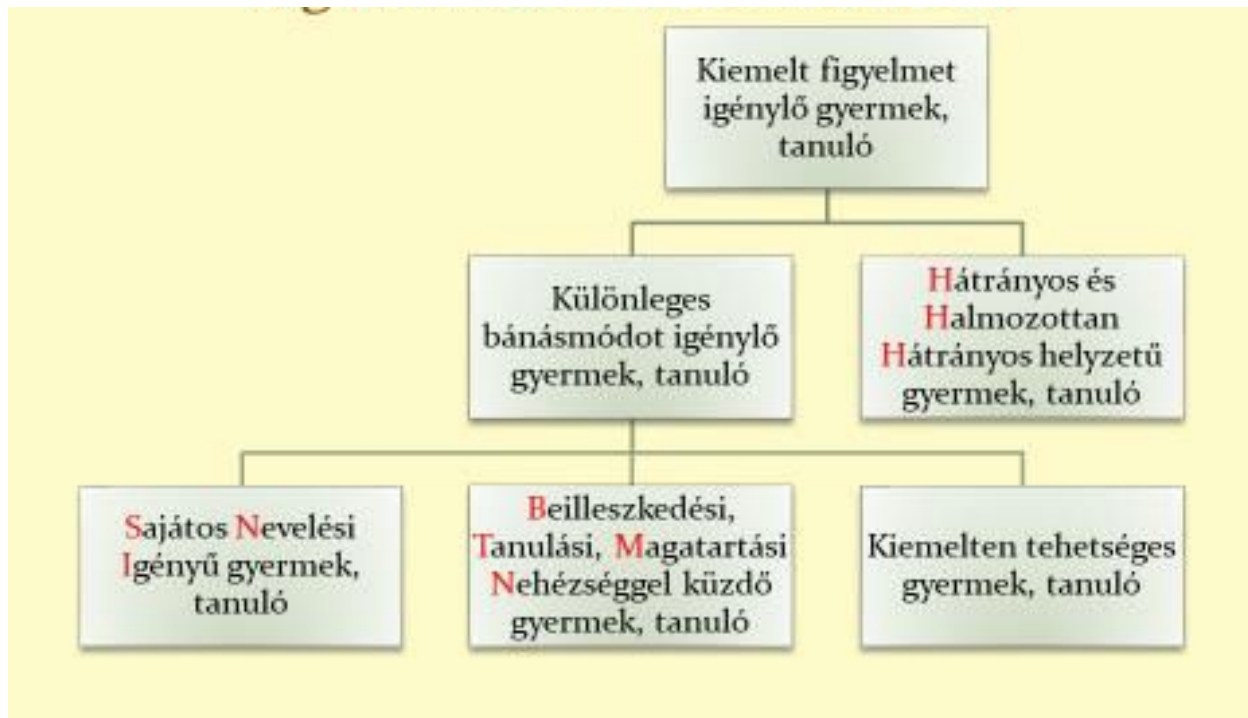 Kiemelt figyelmet
igénylő gyermek,
tanuló
Különleges
bánásmódot igénylő
gyermek, tanuló
Hátrányos és
Halmozottan
Hátrányos helyzetű
gyermek, tanuló
Sajátos Nevelési
Igényű gyermek,
tanuló
Beilleszkedési,
Tanulási, Magatartási
Nehézséggel küzdő
gyermek, tanuló
Kiemelten tehetséges
gyermek, tanuló